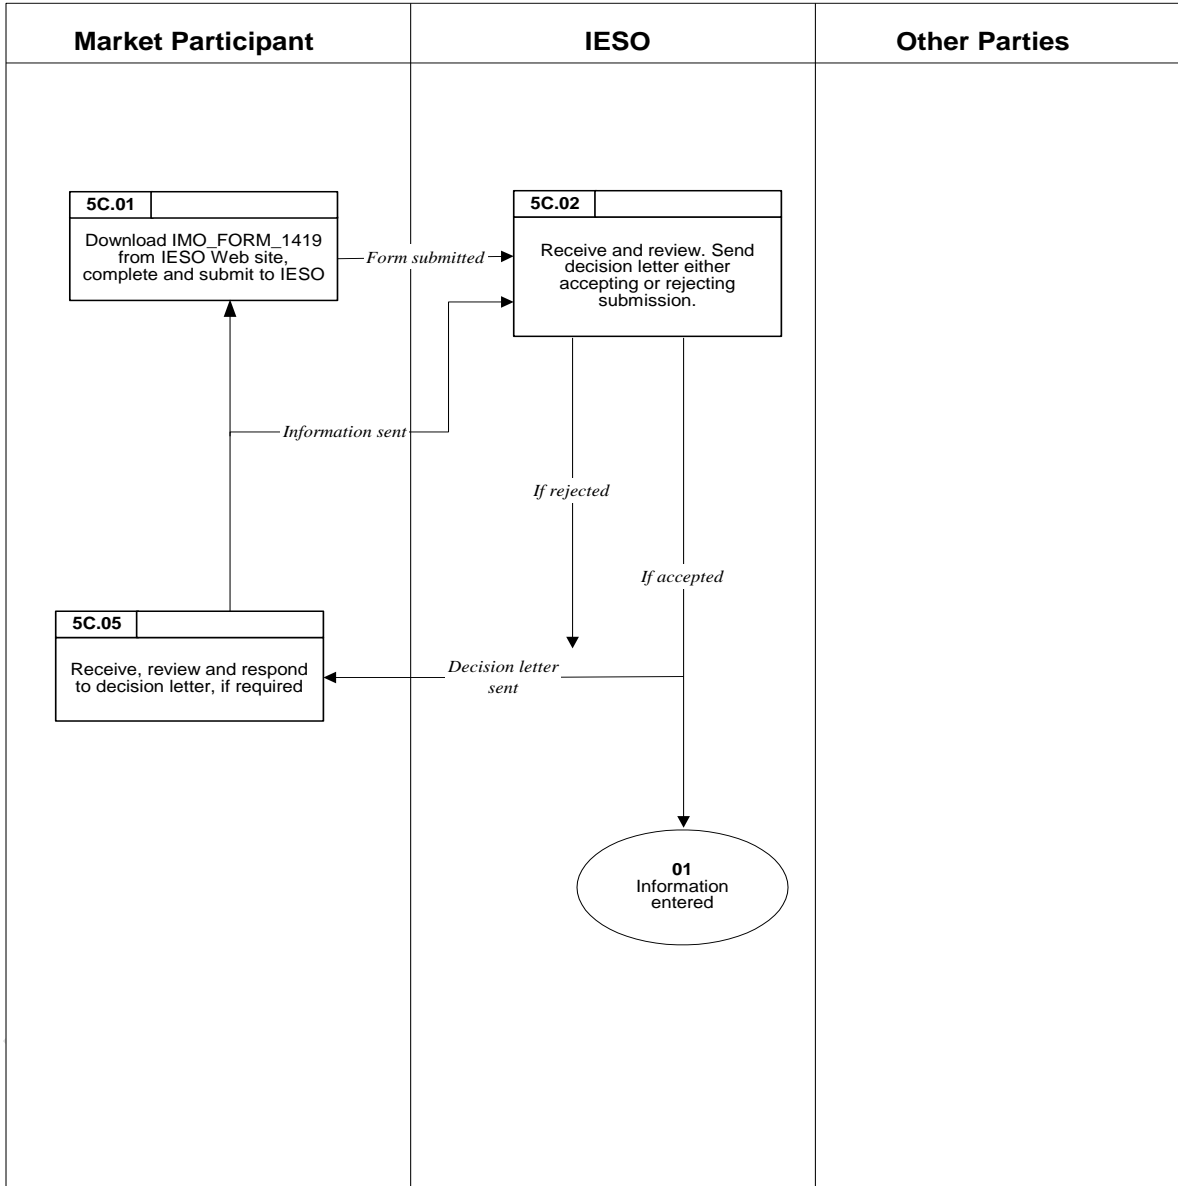 Market Participant
IESO
Other Parties
5C.01
Download IMO_FORM_1419
from IESO Web site,
complete and submit to IESO
Form submitted
5C.02
Receive and review. Send
decision letter either
accepting or rejecting
submission.
Information sent
If rejected
If accepted
5C.05
Receive, review and respond
to decision letter, if required
Decision letter
sent
01
Information
entered